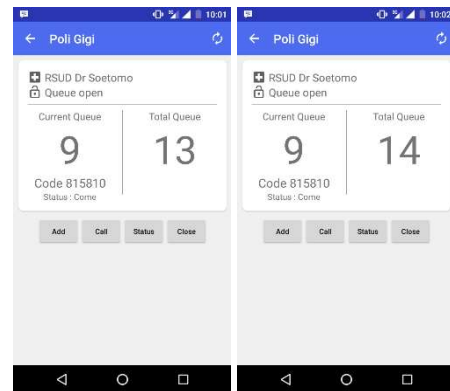 10:01
Poli Gigi
RSUD Dr Soetomo
Queue open
Current Queue Total Queue
9 13
Code 815810
Status : Come
Add Call Status Close
10:02
Poli Gigi
RSUD Dr Soetomo
Queue open
Current Queue Total Queue
9 14
Code 815810
Status : Come
Add Call Status Close